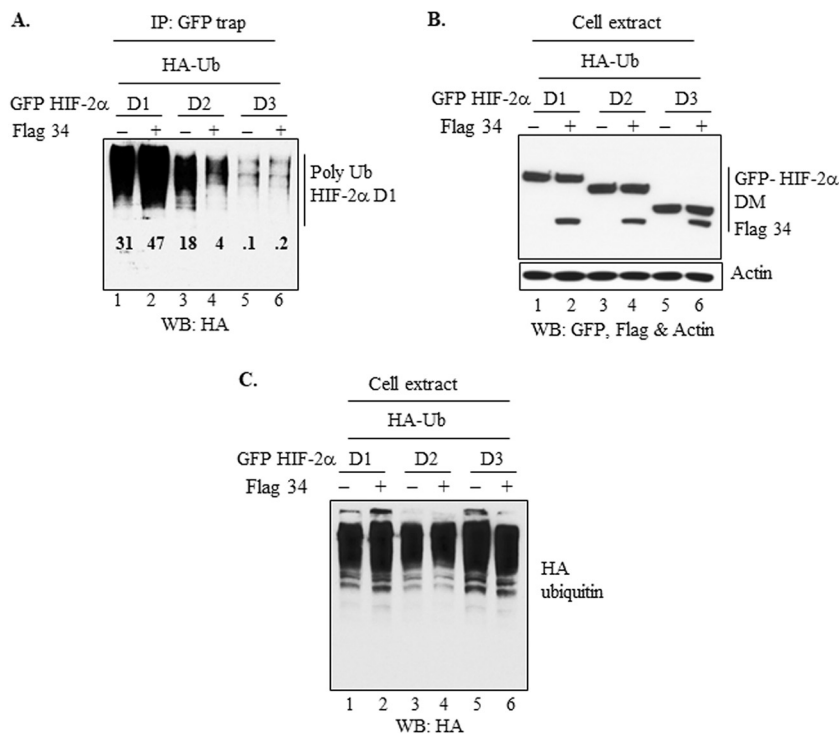 A.
IP: GFP trap
HA-Ub
GFP HIF-2α D1 D2 D3
Flag 34 – + – + – +
Poly Ub
HIF-2α D1
31 47 18 4 .1 .2
1 2 3 4 5 6
WB: HA
B.
Cell extract
HA-Ub
GFP HIF-2α D1 D2 D3
Flag 34 – + – + – +
GFP- HIF-2α
DM
Flag 34
Actin
1 2 3 4 5 6
WB: GFP, Flag & Actin
C.
Cell extract
HA-Ub
GFP HIF-2α D1 D2 D3
Flag 34 – + – + – +
HA
ubiquitin
1 2 3 4 5 6
WB: HA